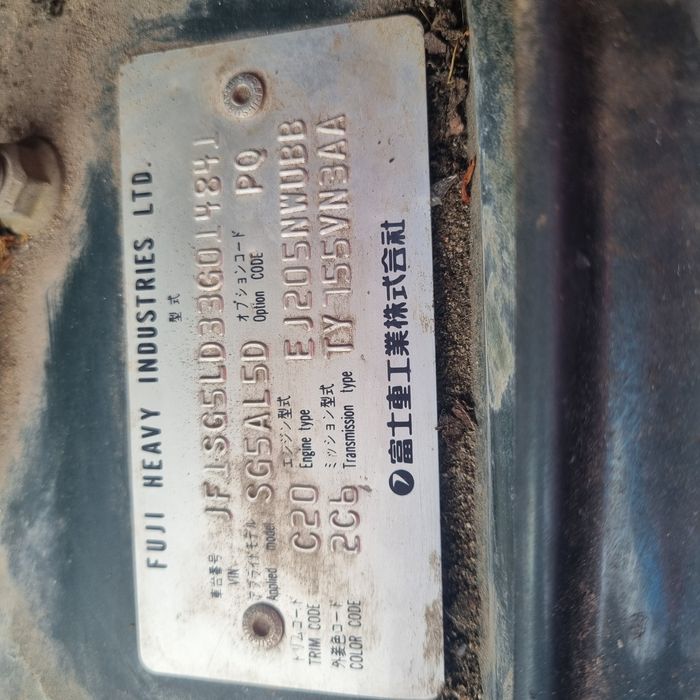 FUJI HEAVY INDUSTRIES LTD.
型式
車台番号 VIN JF1SG5LD33G014841
アプライドモデル Applied model SG5AL5D オプションコード Option CODE PQ
トリムコード TRIM CODE C20 エンジン型式 Engine type EJ205NWUBB
外装色コード COLOR CODE 2C6 ミッション型式 Transmission type TY755VN3AA
富士重工業株式会社